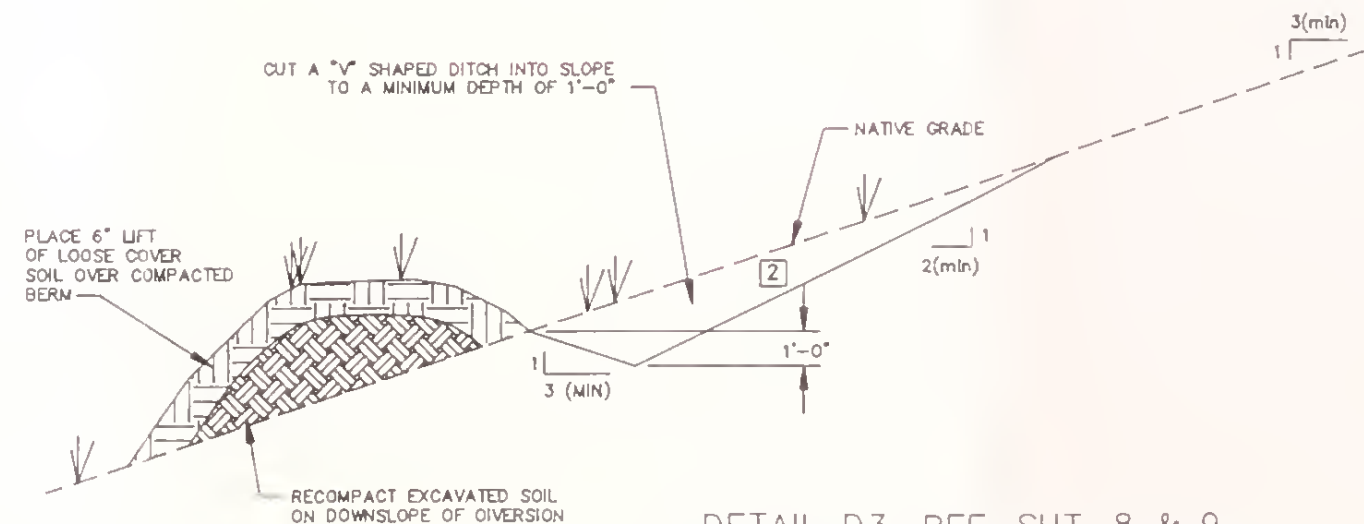 3(min)
1
CUT A "V" SHAPED DITCH INTO SLOPE
TO A MINIMUM DEPTH OF 1'-0"
NATIVE GRADE
PLACE 6" LIFT
OF LOOSE COVER
SOIL OVER COMPACTED
BERM
2
1
2(min)
1'-0"
1
3 (MIN)
RECOMPACT EXCAVATED SOIL
ON DOWNSLOPE OF DIVERSION
DETAIL D3 REF SHT 8 & 9